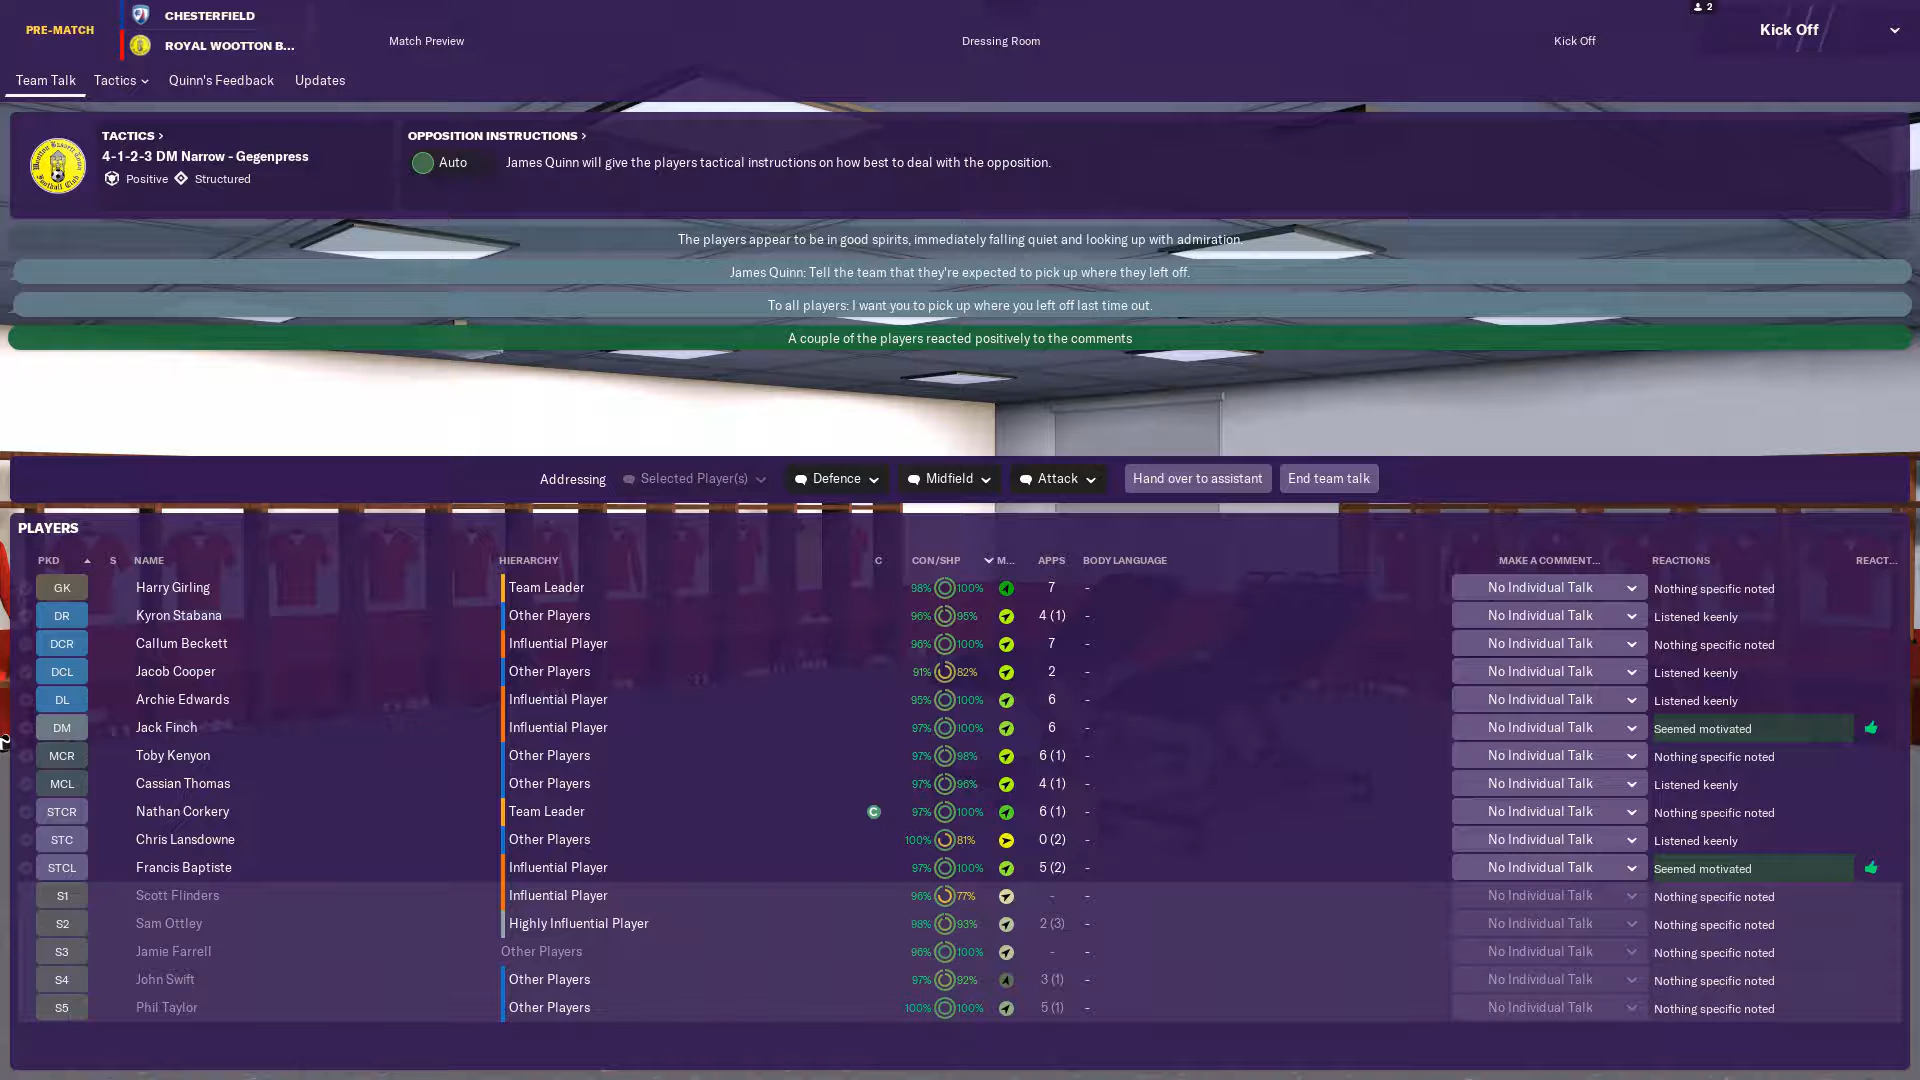 PRE-MATCH
CHESTERFIELD
ROYAL WOOTTON B...
Match Preview
Dressing Room
Kick Off
2
Kick Off
Team Talk
Tactics
Quinn's Feedback
Updates
TACTICS >
4-1-2-3 DM Narrow - Gegenpress
Positive Structured
OPPOSITION INSTRUCTIONS >
Auto James Quinn will give the players tactical instructions on how best to deal with the opposition.
The players appear to be in good spirits, immediately falling quiet and looking up with admiration.
James Quinn: Tell the team that they're expected to pick up where they left off.
To all players: I want you to pick up where you left off last time out.
A couple of the players reacted positively to the comments
Addressing Selected Player(s) Defence Midfield Attack Hand over to assistant End team talk
PLAYERS
PKD S NAME HIERARCHY C CON/SHP M... APPS BODY LANGUAGE MAKE A COMMENT... REACTIONS REACT...
GK Harry Girling Team Leader 98% 100% 7 - No Individual Talk Nothing specific noted
DR Kyron Stabana Other Players 96% 95% 4 (1) - No Individual Talk Listened keenly
DCR Callum Beckett Influential Player 96% 100% 7 - No Individual Talk Nothing specific noted
DCL Jacob Cooper Other Players 91% 82% 2 - No Individual Talk Listened keenly
DL Archie Edwards Influential Player 95% 100% 6 - No Individual Talk Listened keenly
DM Jack Finch Influential Player 97% 100% 6 - No Individual Talk Seemed motivated
MCR Toby Kenyon Other Players 97% 98% 6 (1) - No Individual Talk Nothing specific noted
MCL Cassian Thomas Other Players 97% 96% 4 (1) - No Individual Talk Listened keenly
STCR Nathan Corkery Team Leader C 97% 100% 6 (1) - No Individual Talk Nothing specific noted
STC Chris Lansdowne Other Players 100% 81% 0 (2) - No Individual Talk Listened keenly
STCL Francis Baptiste Influential Player 97% 100% 5 (2) - No Individual Talk Seemed motivated
S1 Scott Flinders Influential Player 96% 77% - - No Individual Talk Nothing specific noted
S2 Sam Ottley Highly Influential Player 98% 93% 2 (3) - No Individual Talk Nothing specific noted
S3 Jamie Farrell Other Players 96% 100% - - No Individual Talk Nothing specific noted
S4 John Swift Other Players 97% 92% 3 (1) - No Individual Talk Nothing specific noted
S5 Phil Taylor Other Players 100% 100% 5 (1) - No Individual Talk Nothing specific noted